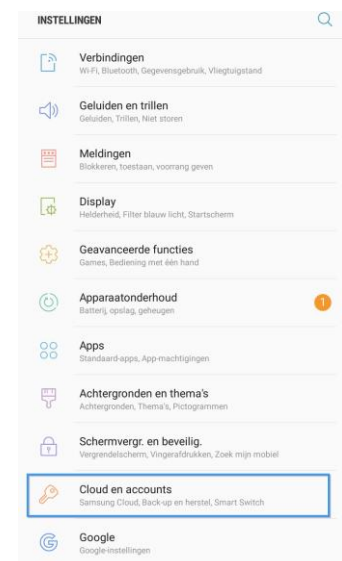 INSTELLINGEN
Verbindingen
Wi-Fi, Bluetooth, Gegevensgebruik, Vliegtuigstand
Geluiden en trillen
Geluiden, Trillen, Niet storen
Meldingen
Blokkeren, toestaan, voorrang geven
Display
Helderheid, Filter blauw licht, Startscherm
Geavanceerde functies
Games, Bediening met één hand
Apparaatonderhoud
Batterij, opslag, geheugen
1
Apps
Standaard-apps, App-machtigingen
Achtergronden en thema's
Achtergronden, Thema's, Pictogrammen
Schermvergr. en beveilig.
Vergrendelscherm, Vingerafdrukken, Zoek mijn mobiel
Cloud en accounts
Samsung Cloud, Back-up en herstel, Smart Switch
Google
Google-instellingen